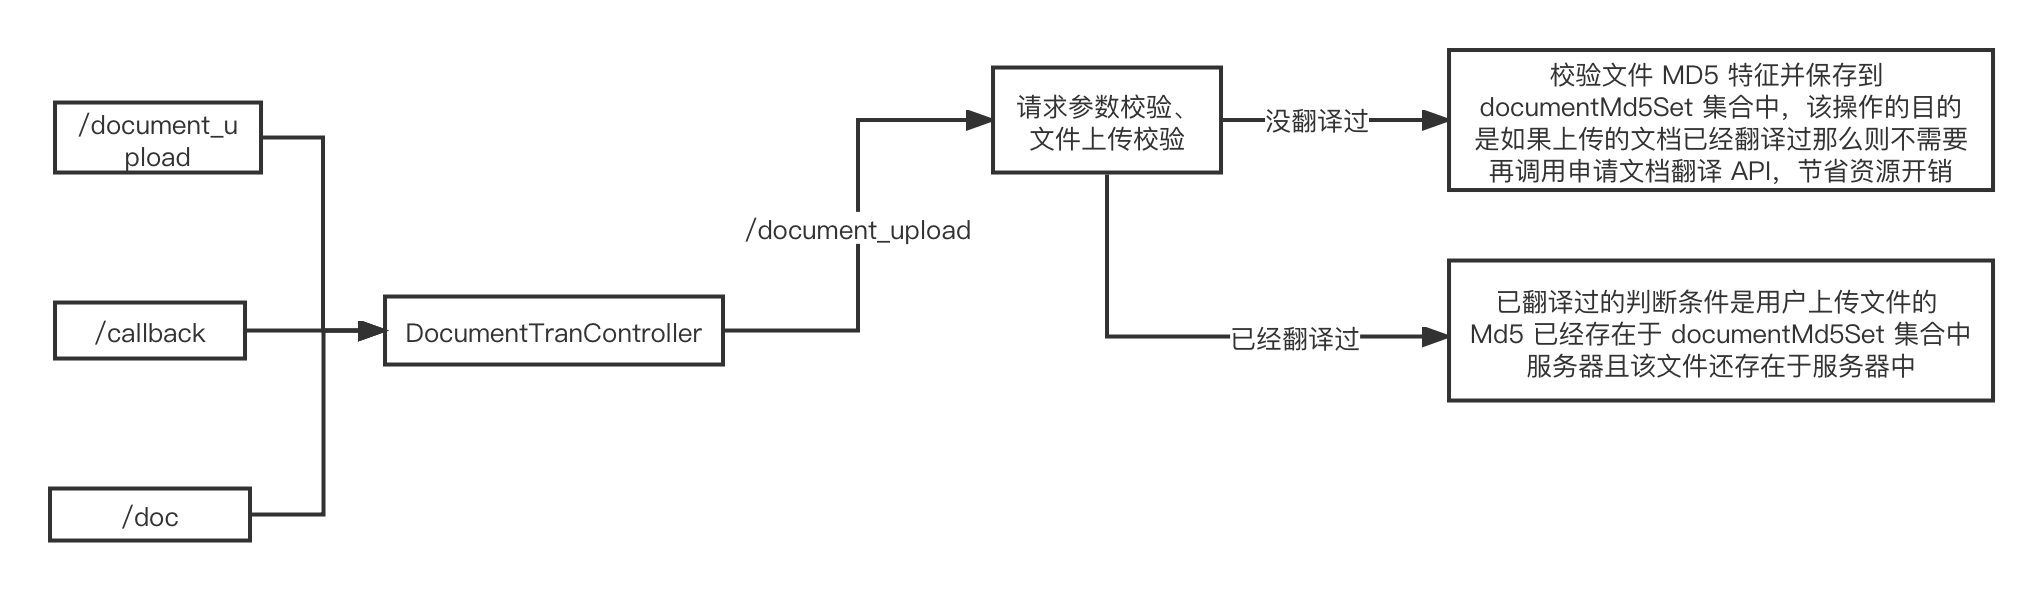 /document_u
pload
/callback
/doc
DocumentTranController
/document_upload
请求参数校验、
文件上传校验
没翻译过
已经翻译过
校验文件 MD5 特征并保存到
documentMd5Set 集合中，该操作的目的
是如果上传的文档已经翻译过那么则不需要
再调用申请文档翻译 API，节省资源开销
已翻译过的判断条件是用户上传文件的
Md5 已经存在于 documentMd5Set 集合中
服务器且该文件还存在于服务器中